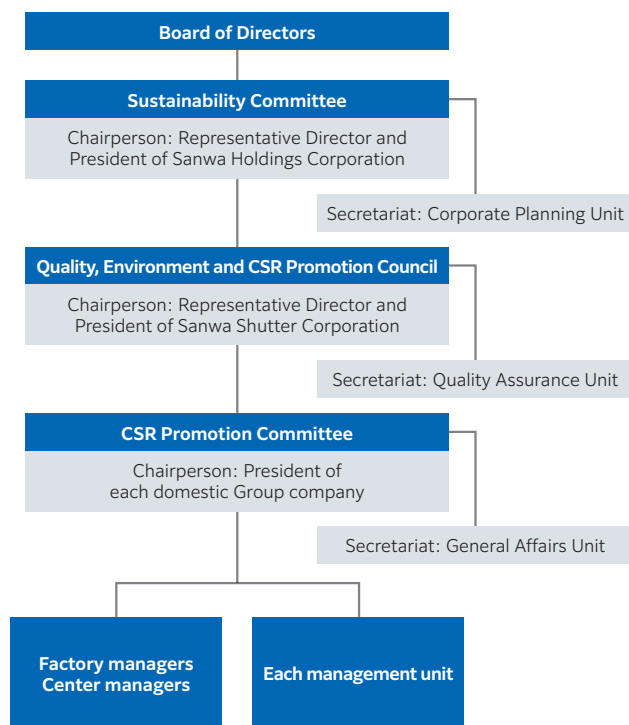 Board of Directors
Sustainability Committee
Chairperson: Representative Director and
President of Sanwa Holdings Corporation
Secretariat: Corporate Planning Unit
Quality, Environment and CSR Promotion Council
Chairperson: Representative Director and
President of Sanwa Shutter Corporation
Secretariat: Quality Assurance Unit
CSR Promotion Committee
Chairperson: President of
each domestic Group company
Secretariat: General Affairs Unit
Factory managers
Center managers
Each management unit